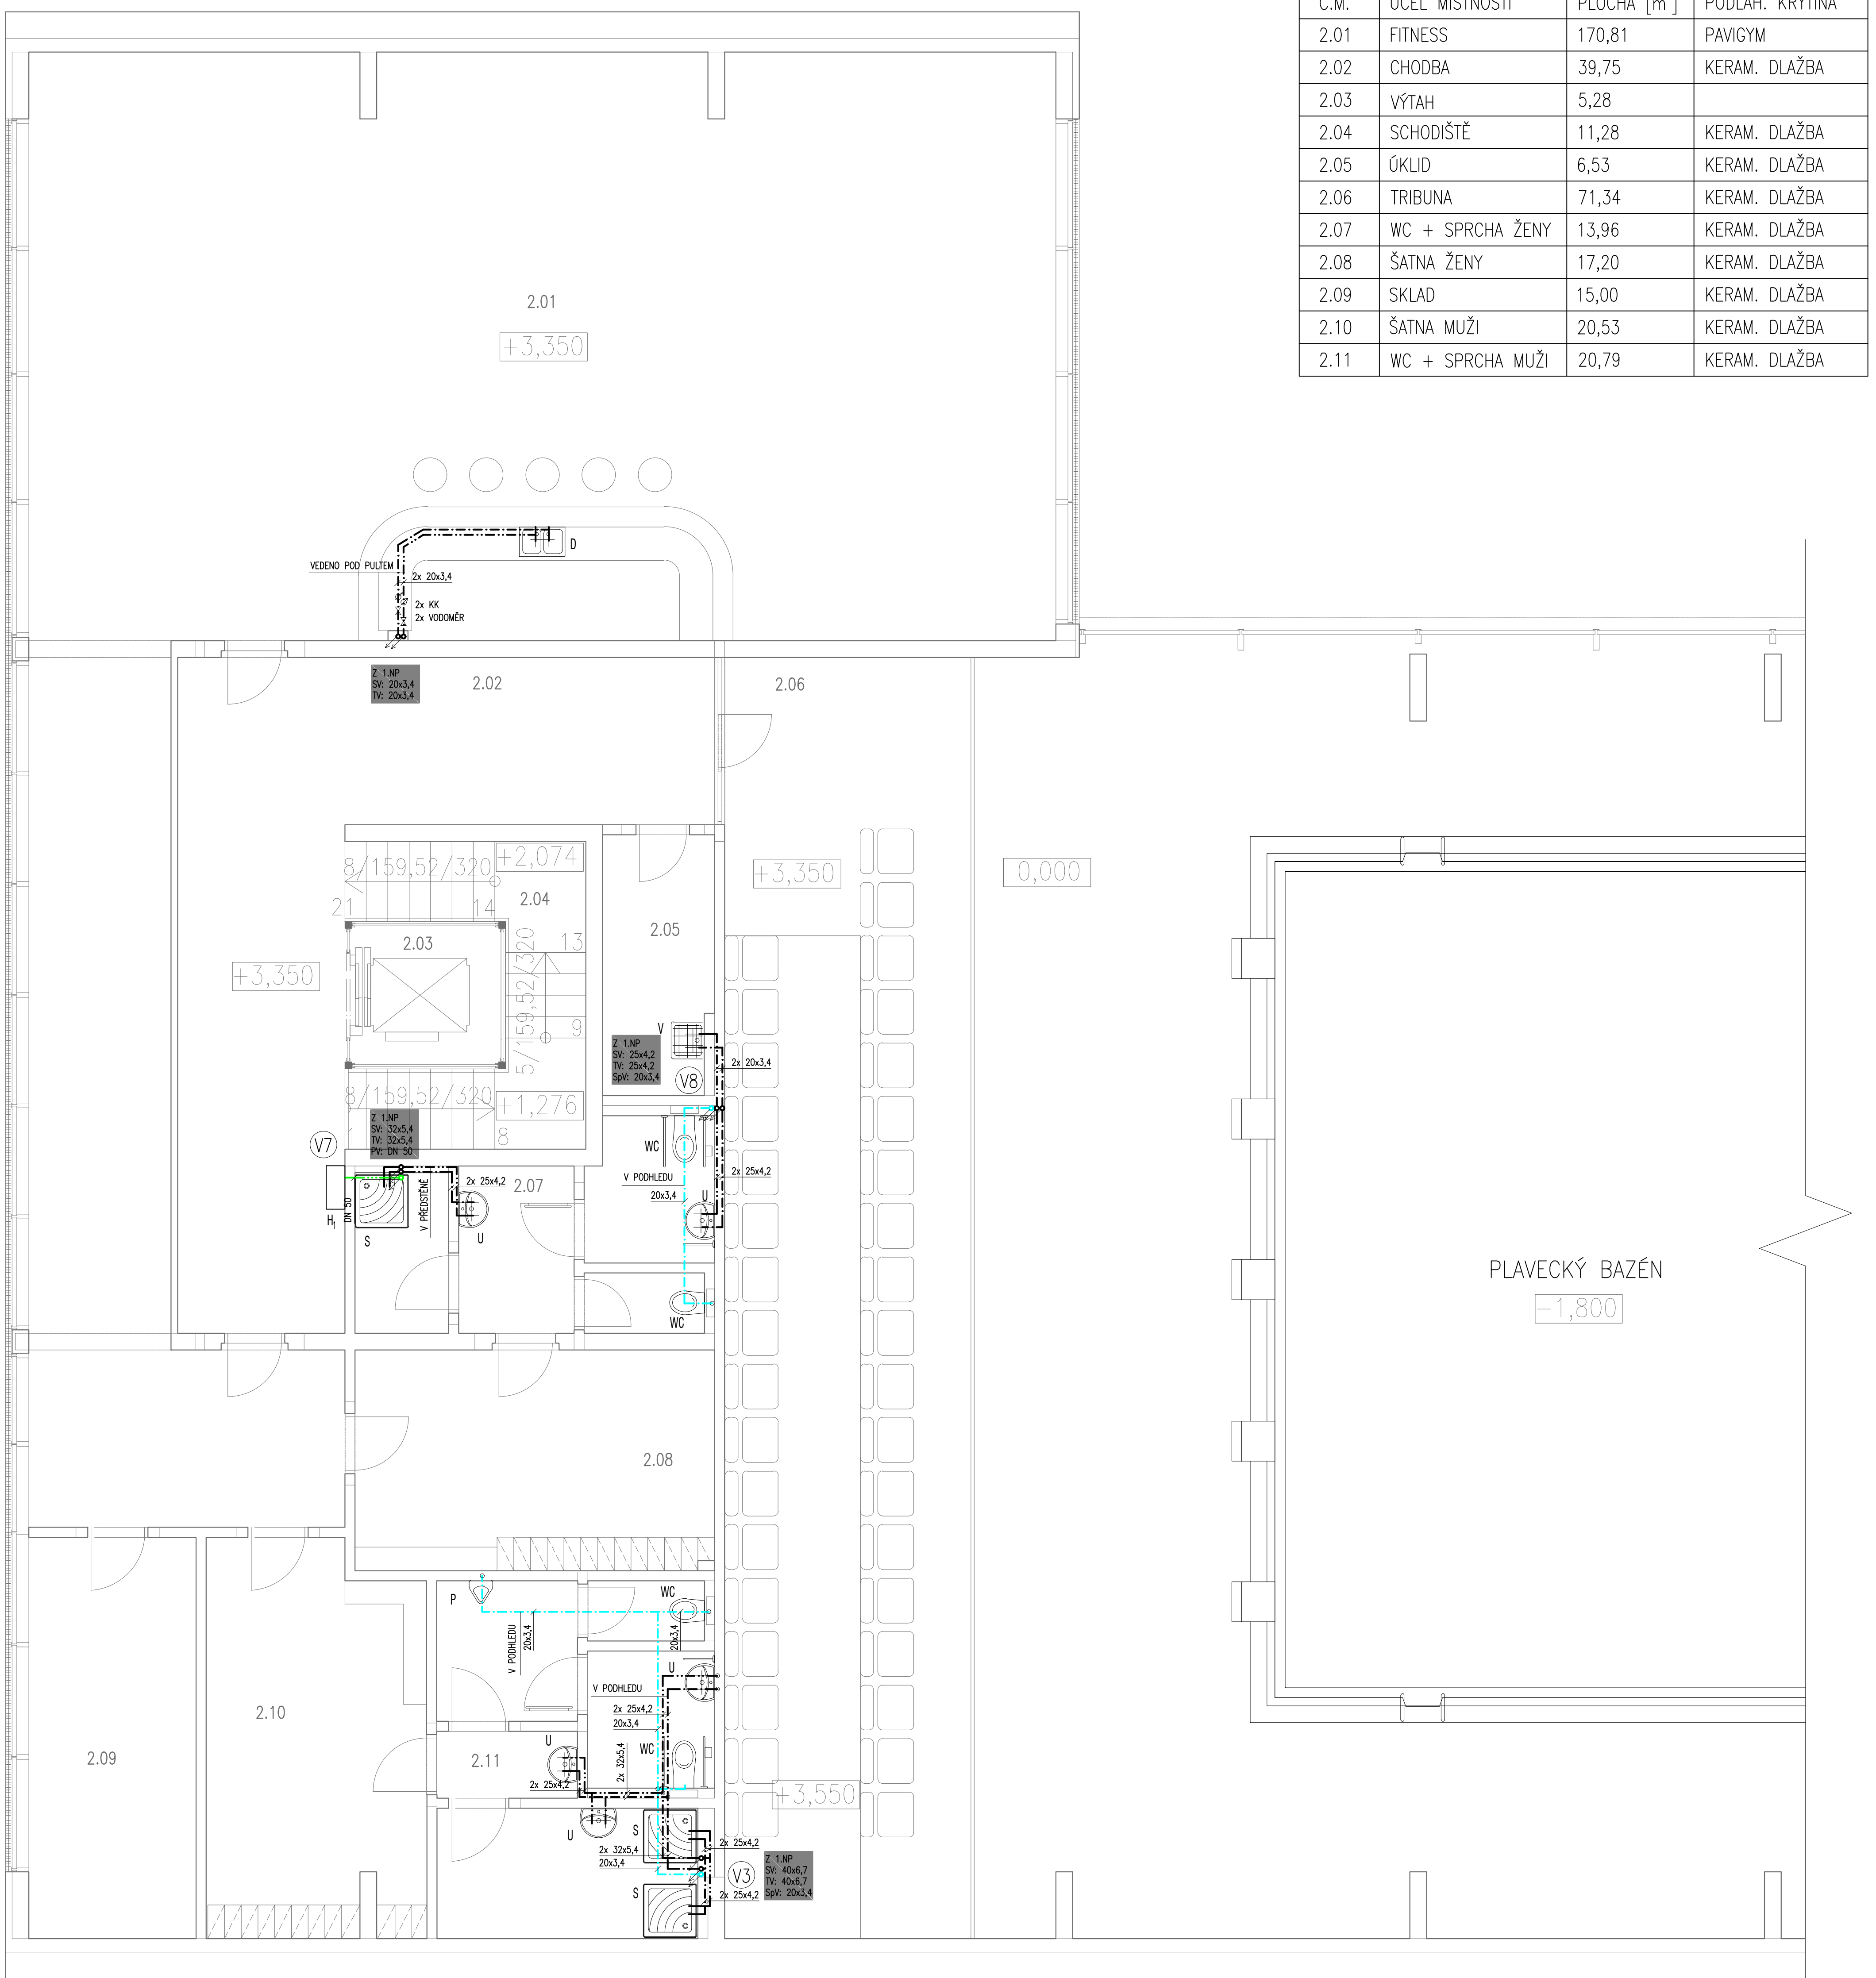 Č.M. ÚČEL MÍSTNOSTI PLOCHA [m²] PODLAH. KRYTINA
2.01 FITNESS 170,81 PAVIGYM
2.02 CHODBA 39,75 KERAM. DLAŽBA
2.03 VÝTAH 5,28
2.04 SCHODIŠTĚ 11,28 KERAM. DLAŽBA
2.05 ÚKLID 6,53 KERAM. DLAŽBA
2.06 TRIBUNA 71,34 KERAM. DLAŽBA
2.07 WC + SPRCHA ŽENY 13,96 KERAM. DLAŽBA
2.08 ŠATNA ŽENY 17,20 KERAM. DLAŽBA
2.09 SKLAD 15,00 KERAM. DLAŽBA
2.10 ŠATNA MUŽI 20,53 KERAM. DLAŽBA
2.11 WC + SPRCHA MUŽI 20,79 KERAM. DLAŽBA
2.01
+3,350
D
VEDENO POD PULTEM
2x 20x3,4
2x KK
2x VODOMĚR
Z 1.NP
SV: 20x3,4
TV: 20x3,4
2.02
2.06
8/159,52/320
+2,074
21
14
2.04
2.03
13
5/159,52/320
9
+3,350
8/159,52/320
+1,276
1
8
2.05
+3,350
0,000
V
Z 1.NP
SV: 25x4,2
TV: 25x4,2
SpV: 20x3,4
V8
2x 20x3,4
Z 1.NP
SV: 32x5,4
TV: 32x5,4
PV: DN 50
V7
H1
DN 50
S
V PŘEDSTĚNĚ
2x 25x4,2
2.07
U
WC
V PODHLEDU
20x3,4
2x 25x4,2
U
WC
PLAVECKÝ BAZÉN
-1,800
2.08
P
WC
V PODHLEDU
20x3,4
20x3,4
U
V PODHLEDU
2x 25x4,2
20x3,4
2.10
2.09
2.11
U
WC
2x 32x5,4
2x 25x4,2
+3,550
U
S
2x 32x5,4
20x3,4
2x 25x4,2
V3
Z 1.NP
SV: 40x6,7
TV: 40x6,7
SpV: 20x3,4
S
2x 25x4,2